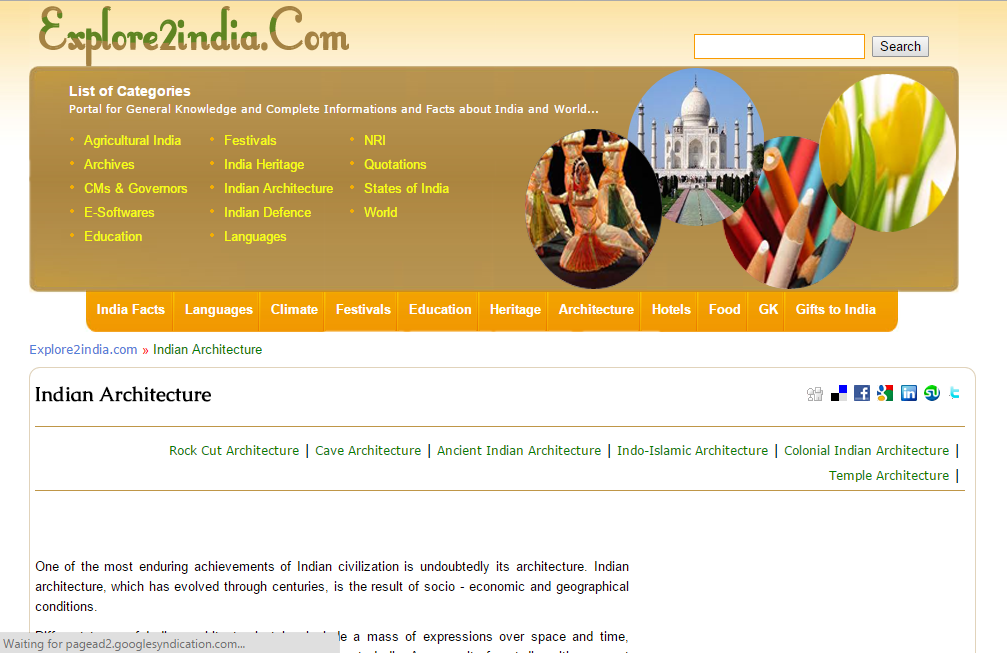 Explore2india.Com
Search
List of Categories
Portal for General Knowledge and Complete Informations and Facts about India and World...
Agricultural India
Festivals
NRI
Archives
India Heritage
Quotations
CMs & Governors
Indian Architecture
States of India
E-Softwares
Indian Defence
World
Education
Languages
India Facts Languages Climate Festivals Education Heritage Architecture Hotels Food GK Gifts to India
Explore2india.com » Indian Architecture
Indian Architecture
Rock Cut Architecture | Cave Architecture | Ancient Indian Architecture | Indo-Islamic Architecture | Colonial Indian Architecture |
Temple Architecture |
One of the most enduring achievements of Indian civilization is undoubtedly its architecture. Indian
architecture, which has evolved through centuries, is the result of socio - economic and geographical
conditions.
a mass of expressions over space and time,
Waiting for pagead2.googlesyndication.com...